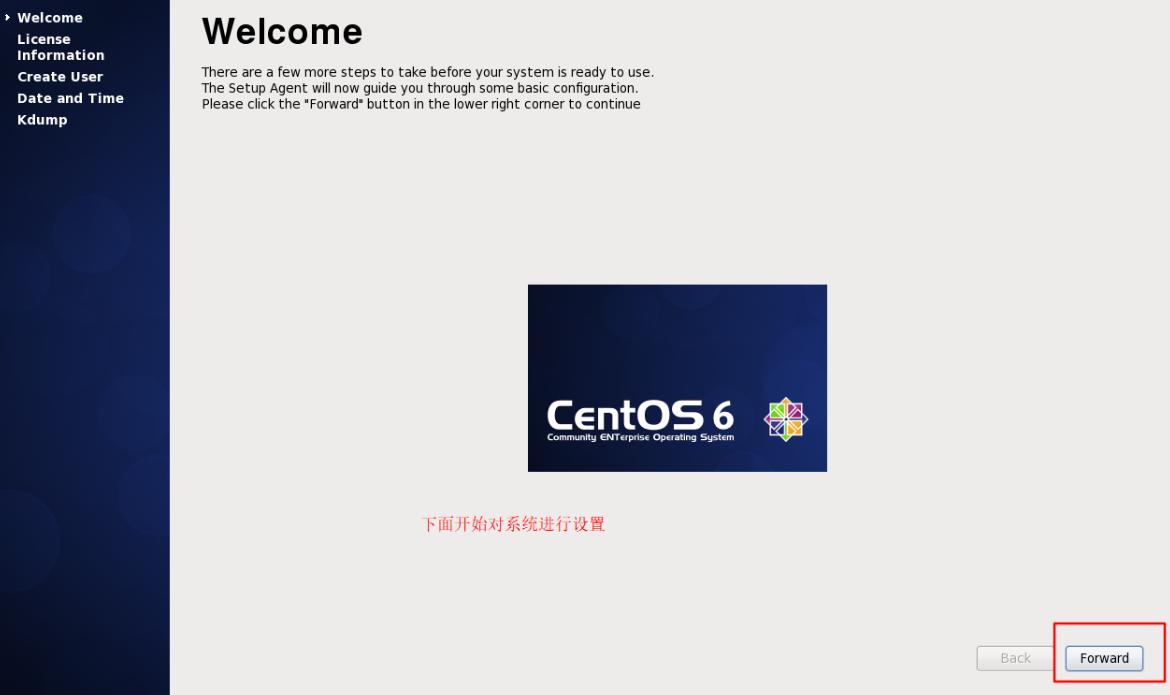 Welcome
License
Information
Create User
Date and Time
Kdump
Welcome
There are a few more steps to take before your system is ready to use.
The Setup Agent will now guide you through some basic configuration.
Please click the "Forward" button in the lower right corner to continue
CentOS 6
Community ENTerprise Operating System
下面开始对系统进行设置
Back
Forward